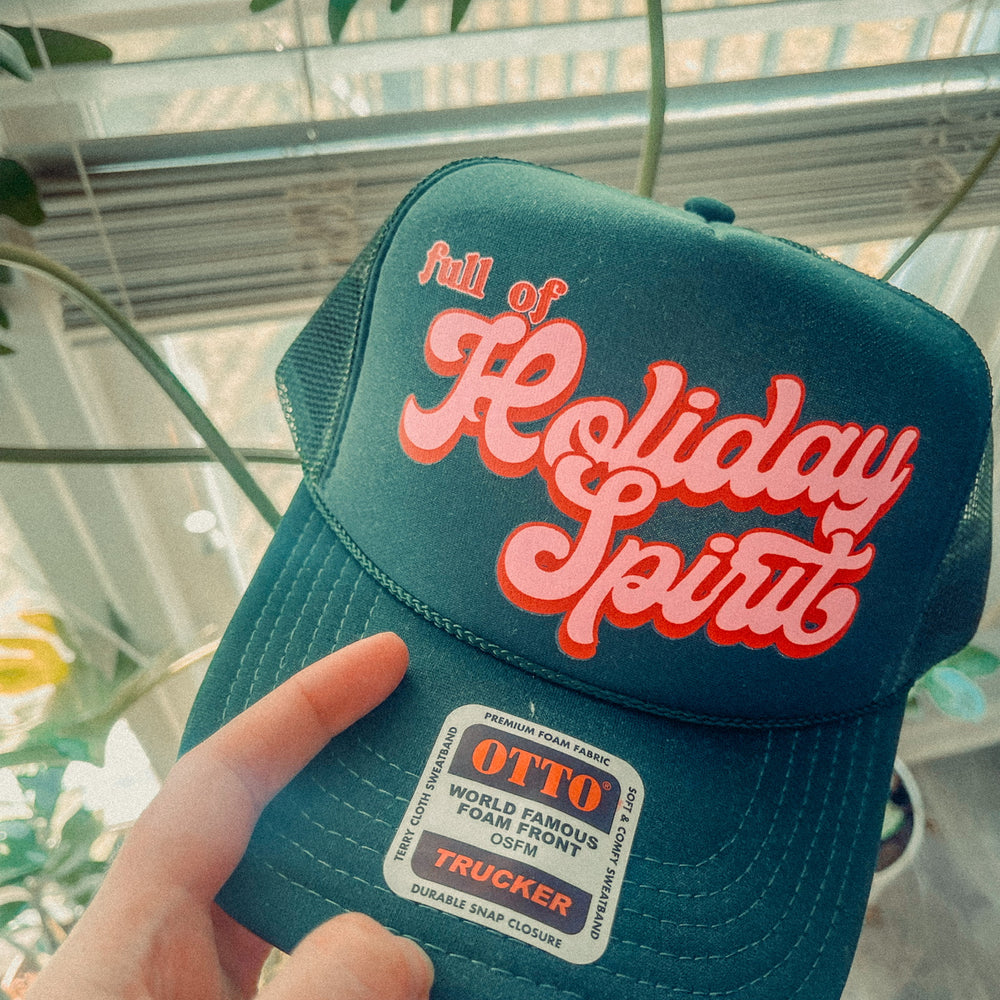 full of
Holiday
Spirit
PREMIUM FOAM FABRIC
TERRY CLOTH SWEATBAND
SOFT & COMFY SWEATBAND
OTTO®
WORLD FAMOUS
FOAM FRONT
OSFM
TRUCKER
DURABLE SNAP CLOSURE